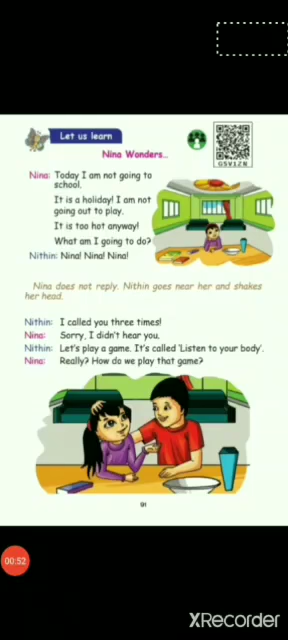 Let us learn
G5V1ZN
Nina Wonders..
Nina: Today I am not going to
school.
It is a holiday! I am not
going out to play.
It is too hot anyway!
What am I going to do?
Nithin: Nina! Nina! Nina!
Nina does not reply. Nithin goes near her and shakes
her head.
Nithin: I called you three times!
Nina: Sorry, I didn't hear you.
Nithin: Let's play a game. It's called 'Listen to your body'.
Nina: Really? How do we play that game?
91
00:52
XRecorder